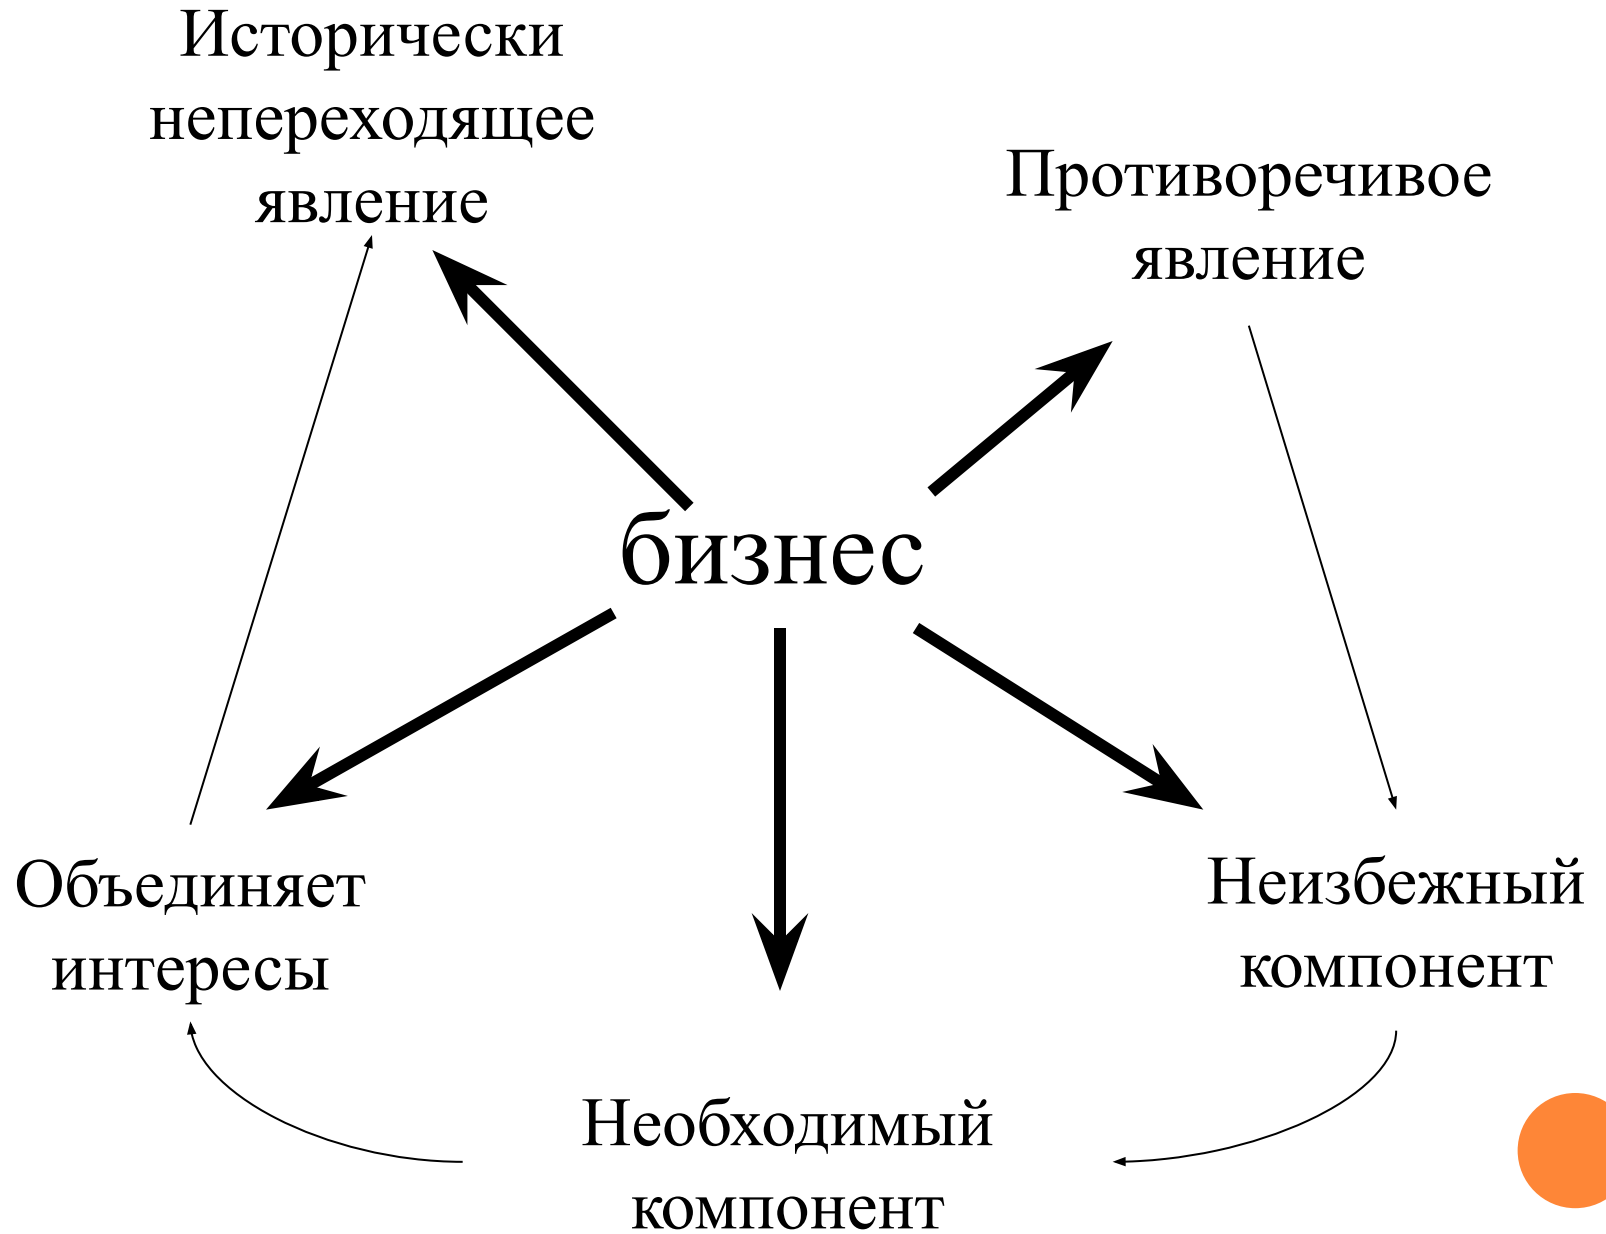 Исторически
непереходящее
явление
Противоречивое
явление
бизнес
Объединяет
интересы
Неизбежный
компонент
Необходимый
компонент